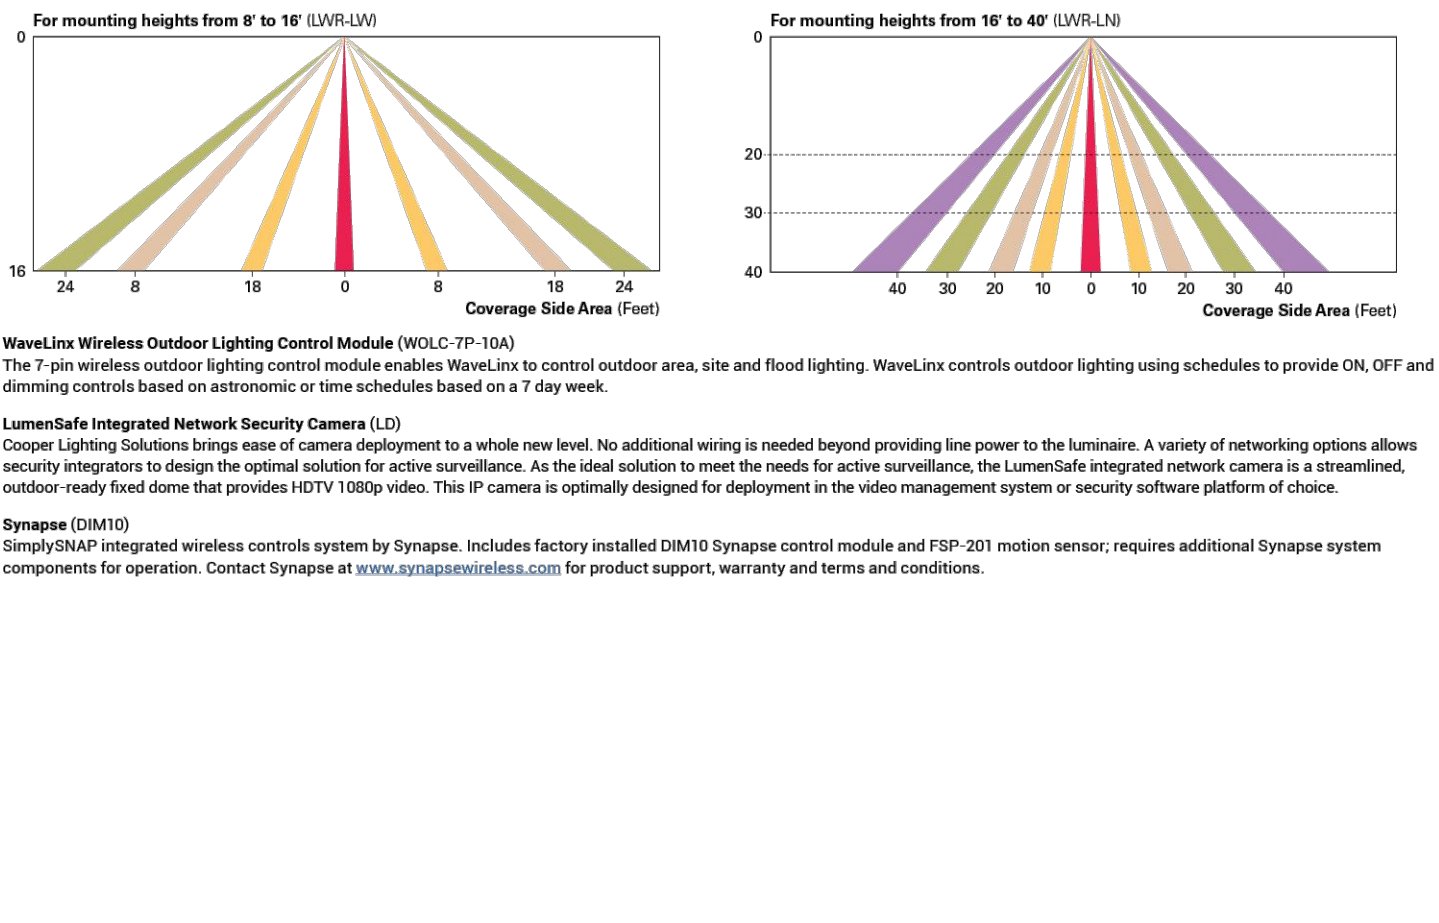 For mounting heights from 8' to 16' (LWR-LW)
0
16
24 8 18 0 8 18 24
Coverage Side Area (Feet)
For mounting heights from 16' to 40' (LWR-LN)
0
20
30
40
40 30 20 10 0 10 20 30 40
Coverage Side Area (Feet)
WaveLinx Wireless Outdoor Lighting Control Module (WOLC-7P-10A)
The 7-pin wireless outdoor lighting control module enables WaveLinx to control outdoor area, site and flood lighting. WaveLinx controls outdoor lighting using schedules to provide ON, OFF and
dimming controls based on astronomic or time schedules based on a 7 day week.
LumenSafe Integrated Network Security Camera (LD)
Cooper Lighting Solutions brings ease of camera deployment to a whole new level. No additional wiring is needed beyond providing line power to the luminaire. A variety of networking options allows
security integrators to design the optimal solution for active surveillance. As the ideal solution to meet the needs for active surveillance, the LumenSafe integrated network camera is a streamlined,
outdoor-ready fixed dome that provides HDTV 1080p video. This IP camera is optimally designed for deployment in the video management system or security software platform of choice.
Synapse (DIM10)
SimplySNAP integrated wireless controls system by Synapse. Includes factory installed DIM10 Synapse control module and FSP-201 motion sensor; requires additional Synapse system
components for operation. Contact Synapse at www.synapsewireless.com for product support, warranty and terms and conditions.